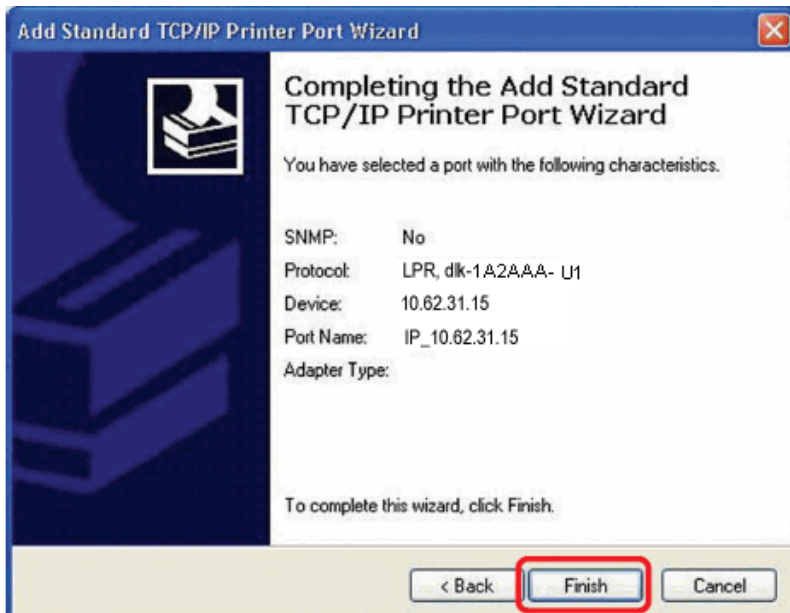 Add Standard TCP/IP Printer Port Wizard
Completing the Add Standard
TCP/IP Printer Port Wizard
You have selected a port with the following characteristics.
SNMP: No
Protocol: LPR, dlk-1A2AAA- U1
Device: 10.62.31.15
Port Name: IP_10.62.31.15
Adapter Type:
To complete this wizard, click Finish.
< Back Finish Cancel